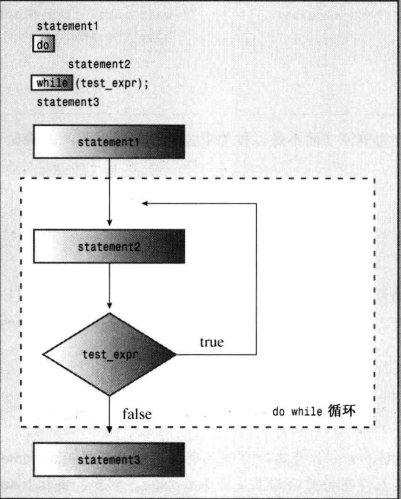 statement1
do
statement2
while (test_expr);
statement3
statement1
statement2
test_expr
true
false
do while 循环
statement3